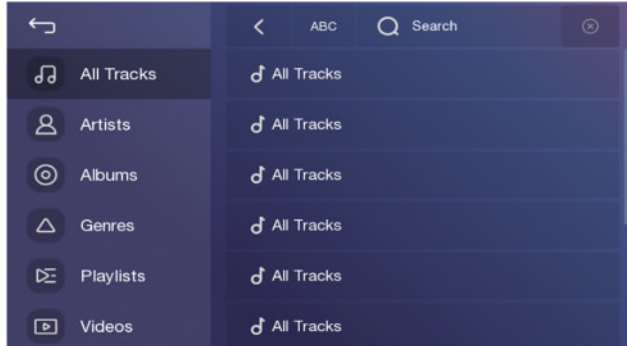 ABC Search
All Tracks
Artists
Albums
Genres
Playlists
Videos
All Tracks
All Tracks
All Tracks
All Tracks
All Tracks
All Tracks